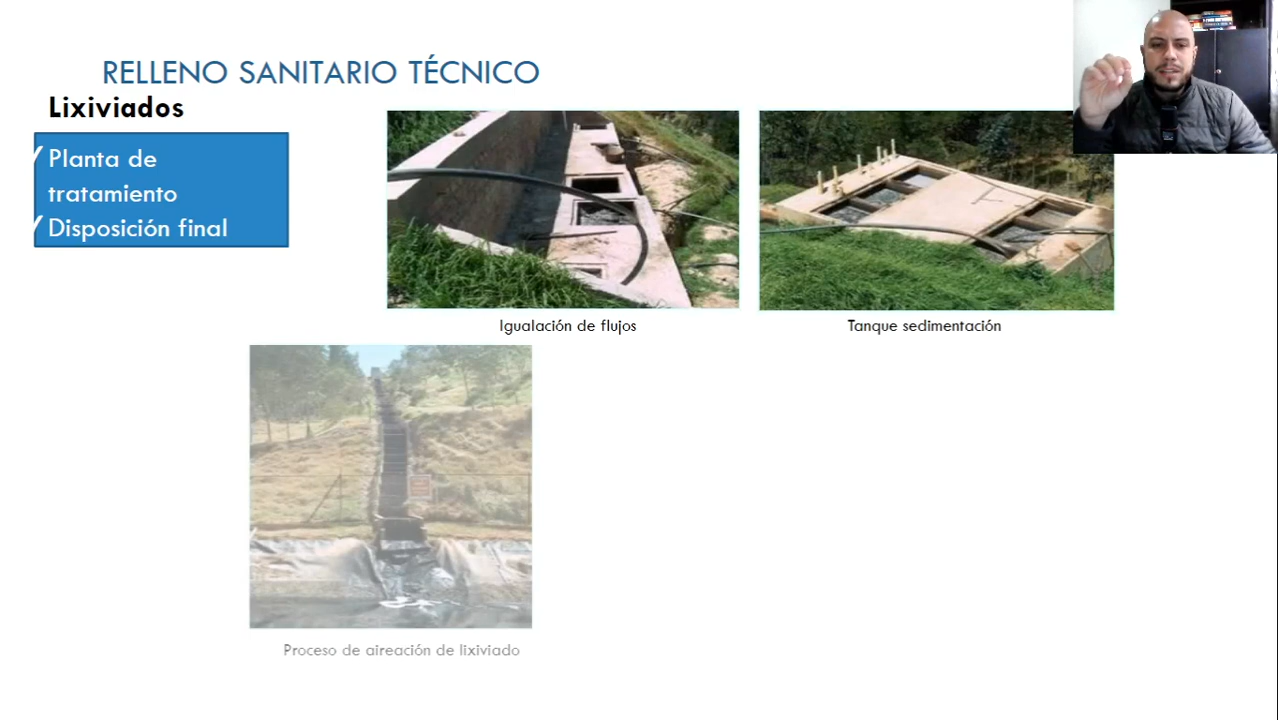 RELLENO SANITARIO TÉCNICO
Lixiviados
✓Planta de
tratamiento
✓Disposición final
Igualación de flujos
Tanque sedimentación
Proceso de aireación de lixiviado